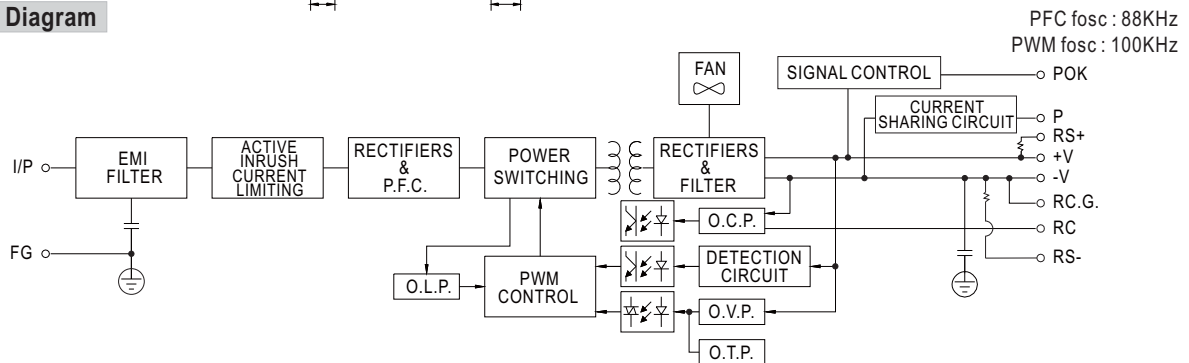 Diagram
PFC fosc : 88KHz
PWM fosc : 100KHz
FAN
SIGNAL CONTROL
POK
CURRENT
SHARING CIRCUIT
P
RS+
I/P
EMI
FILTER
ACTIVE
INRUSH
CURRENT
LIMITING
RECTIFIERS
&
P.F.C.
POWER
SWITCHING
RECTIFIERS
&
FILTER
+V
-V
RC.G.
O.C.P.
RC
FG
DETECTION
CIRCUIT
RS-
O.L.P.
PWM
CONTROL
O.V.P.
O.T.P.